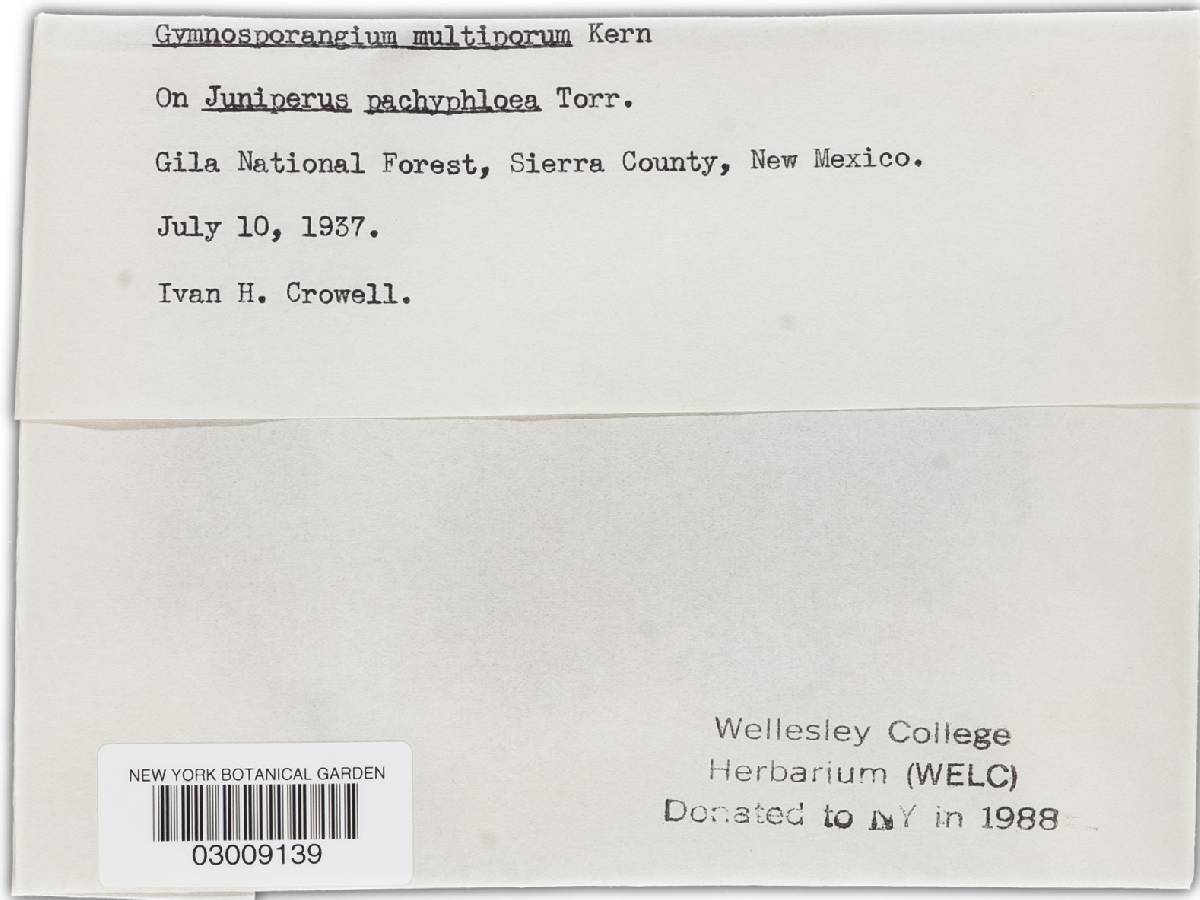 Gymnosporangium multiporum Kern
On Juniperus pachyphloea Torr.
Gila National Forest, Sierra County, New Mexico.
July 10, 1937.
Ivan H. Crowell.
Wellesley College
Herbarium (WELC)
Donated to NY in 1988
NEW YORK BOTANICAL GARDEN
03009139